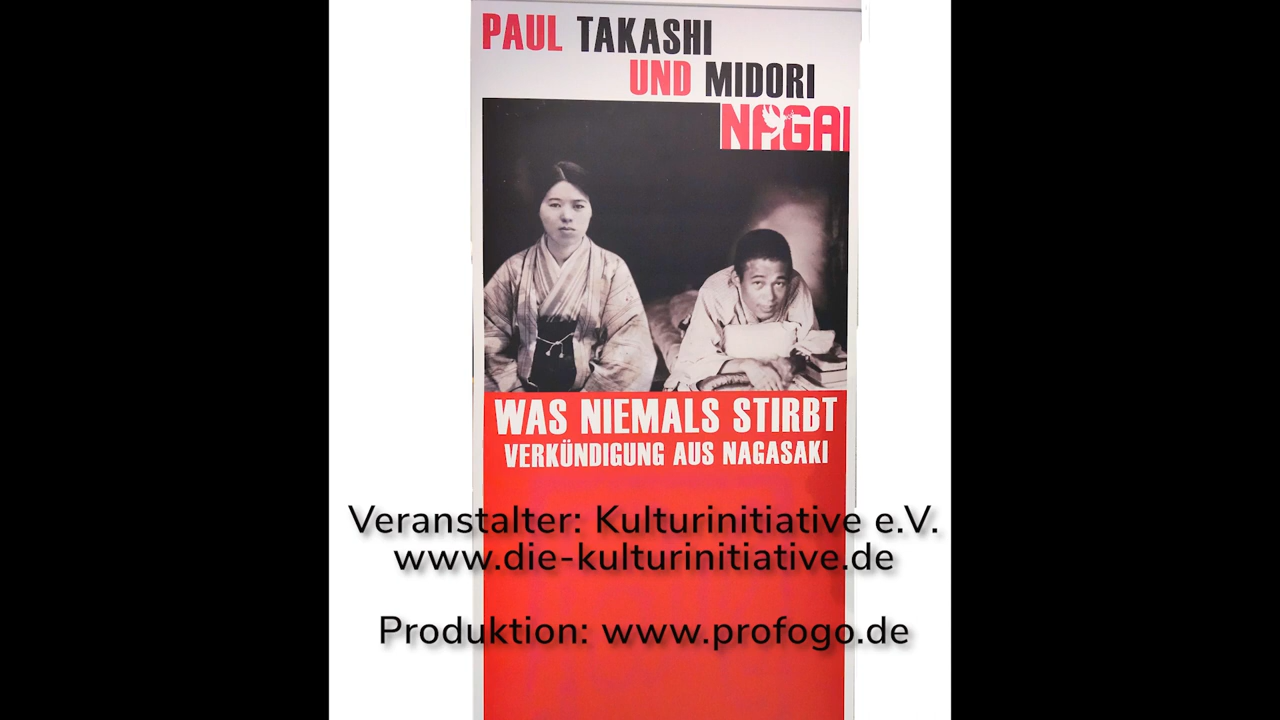 PAUL TAKASHI
UND MIDORI
NAGAI
WAS NIEMALS STIRBT
VERKÜNDIGUNG AUS NAGASAKI
Veranstalter: Kulturinitiative e.V.
www.die-kulturinitiative.de
Produktion: www.profogo.de